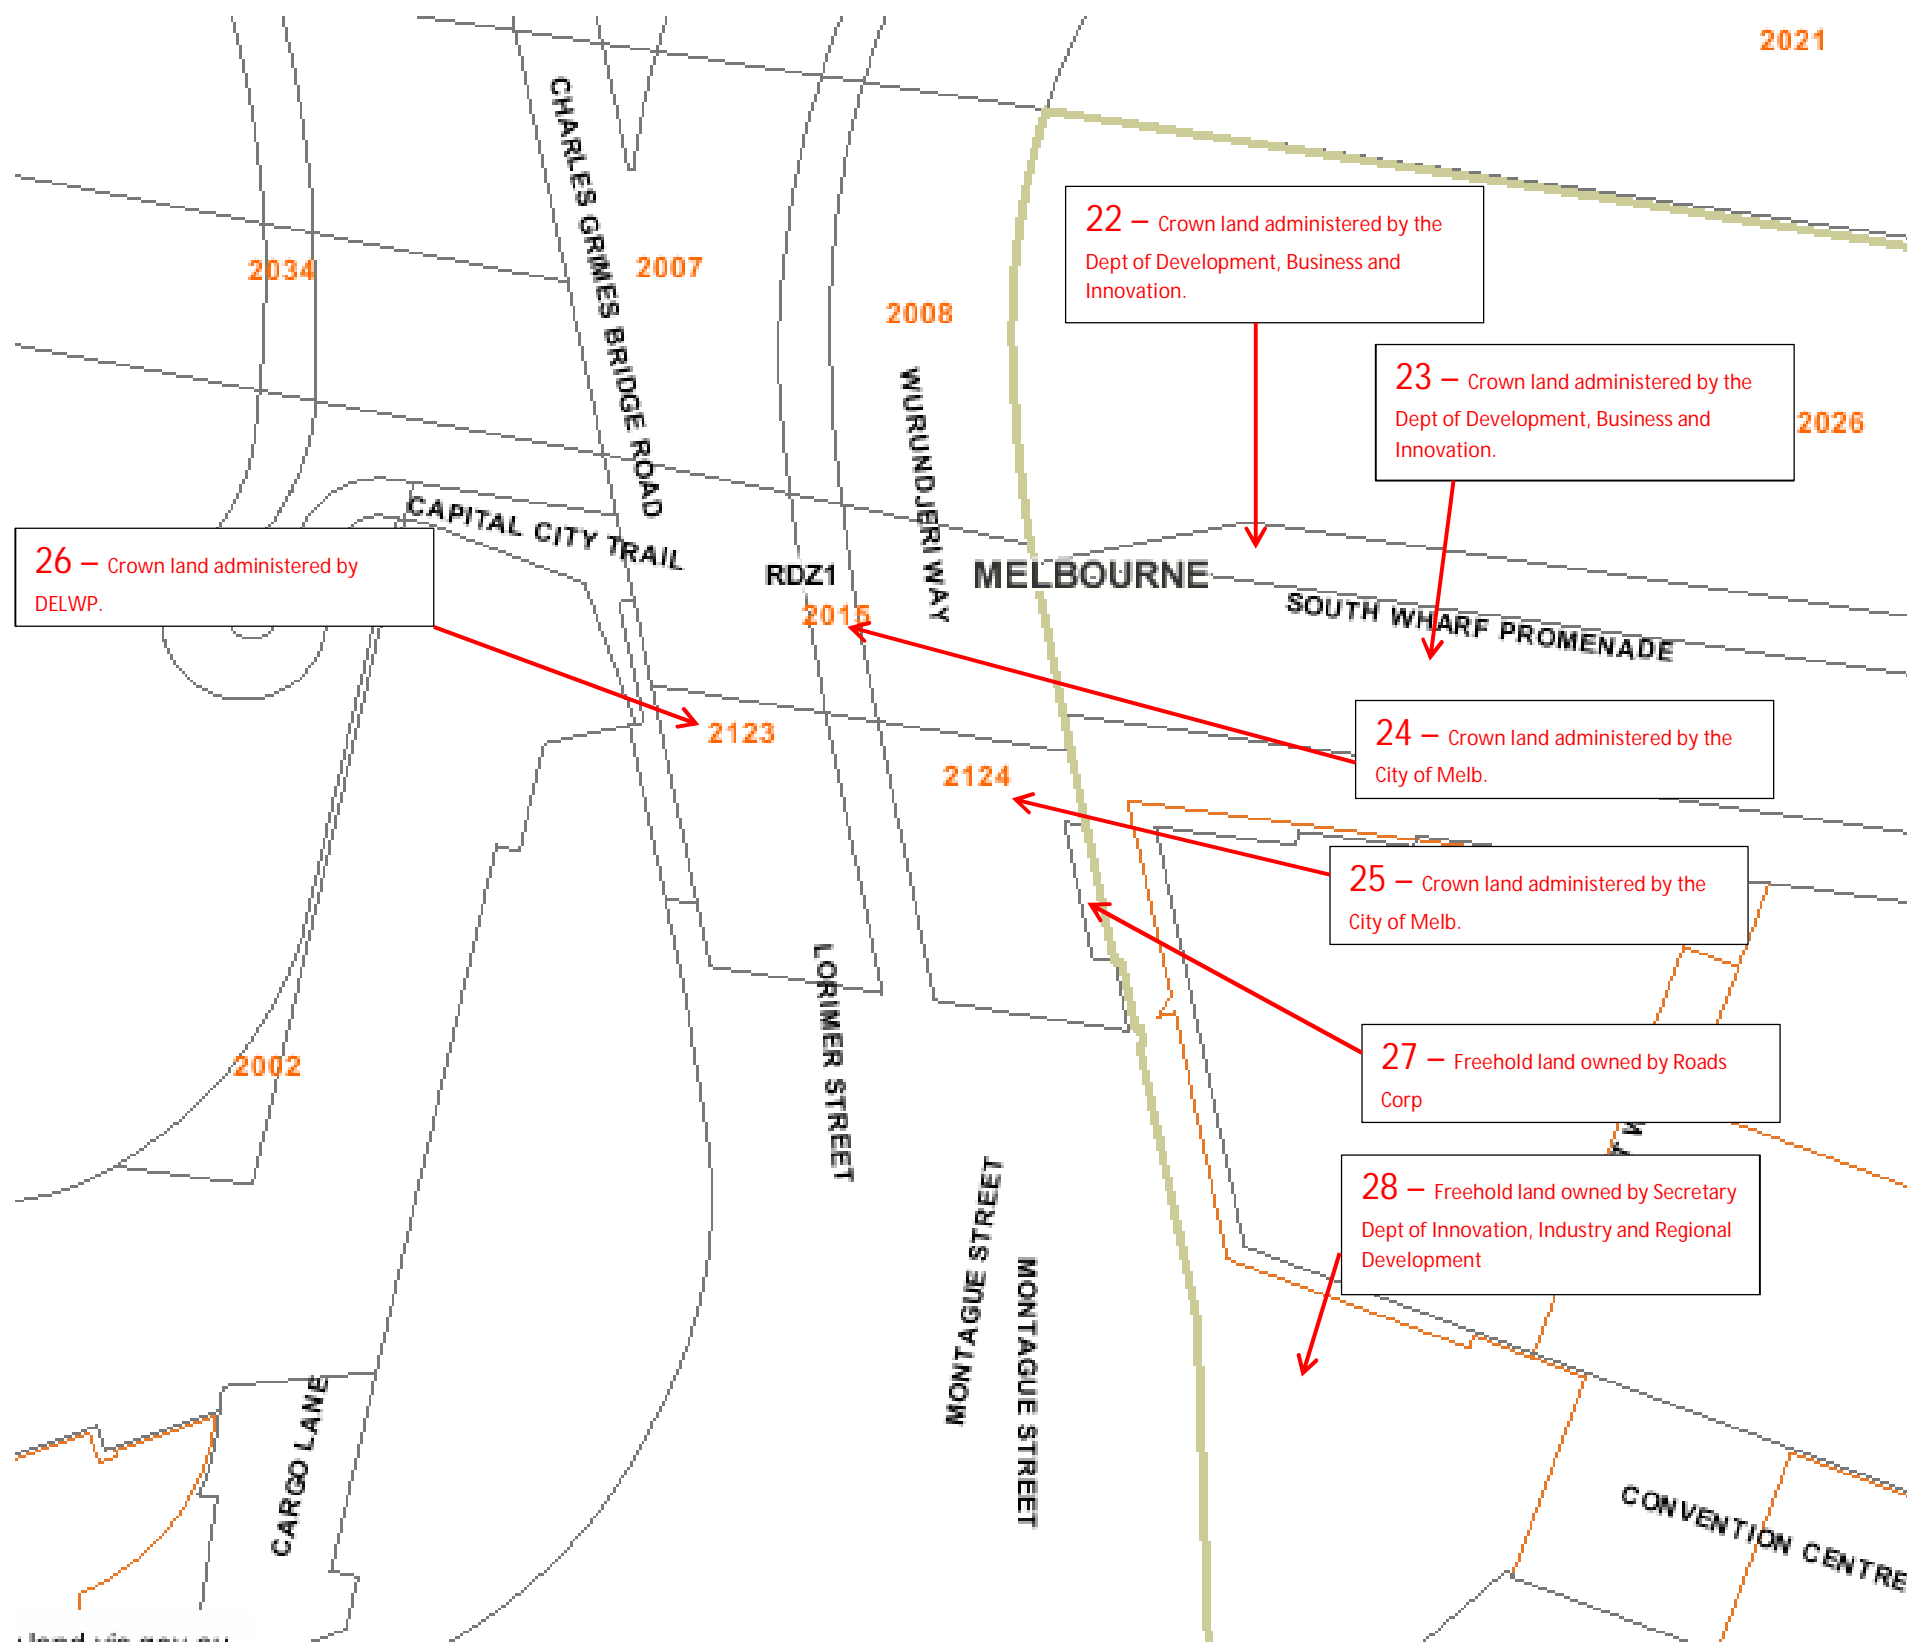 2021
CHARLES GRIMES BRIDGE ROAD
22 – Crown land administered by the
Dept of Development, Business and
Innovation.
2034
2007
2008
WURUNDJERI WAY
23 – Crown land administered by the
Dept of Development, Business and
Innovation.
2026
CAPITAL CITY TRAIL
26 – Crown land administered by
DELWP.
RDZ1
2015
MELBOURNE
SOUTH WHARF PROMENADE
24 – Crown land administered by the
City of Melb.
2123
2124
25 – Crown land administered by the
City of Melb.
LORIMER STREET
2002
27 – Freehold land owned by Roads
Corp
28 – Freehold land owned by Secretary
Dept of Innovation, Industry and Regional
Development
MONTAGUE STREET
MONTAGUE STREET
CARGO LANE
CONVENTION CENTRE